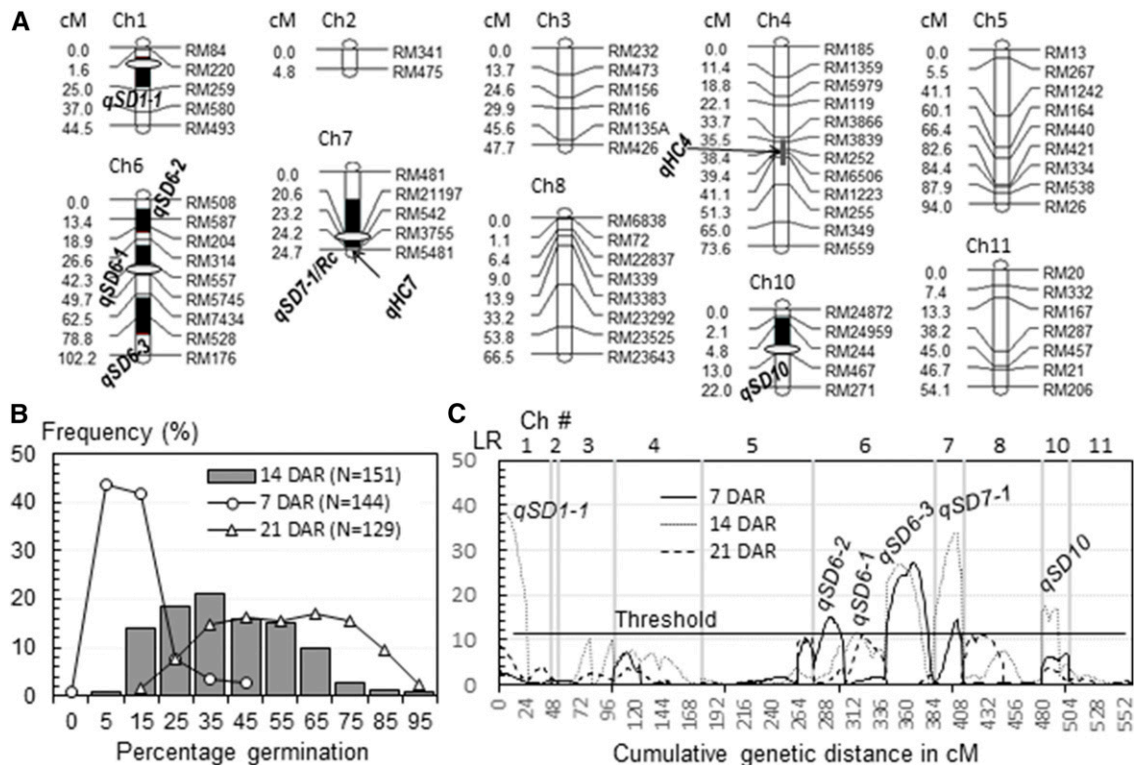 A
cM Ch1
0.0 RM84
1.6 RM220
25.0 RM259
37.0 RM580
44.5 RM493
qSD1-1
cM Ch2
0.0 RM341
4.8 RM475
cM Ch3
0.0 RM232
13.7 RM473
24.6 RM156
29.9 RM16
45.6 RM135A
47.7 RM426
cM Ch4
0.0 RM185
11.4 RM1359
18.8 RM5979
22.1 RM119
33.7 RM3866
35.5 RM3839
38.4 RM252
39.4 RM6506
41.1 RM1223
51.3 RM255
65.0 RM349
73.6 RM559
qHC4
cM Ch5
0.0 RM13
5.5 RM267
41.1 RM1242
60.1 RM164
66.4 RM440
82.6 RM421
84.4 RM334
87.9 RM538
94.0 RM26
Ch6
0.0 RM508
13.4 RM587
18.9 RM204
26.6 RM314
42.3 RM557
49.7 RM5745
62.5 RM7434
78.8 RM528
102.2 RM176
qSD6-2
qSD6-1
qSD6-3
Ch7
0.0 RM481
20.6 RM21197
23.2 RM542
24.2 RM3755
24.7 RM5481
qSD7-1/Rc
qHC7
Ch8
0.0 RM6838
1.1 RM72
6.4 RM22837
9.0 RM339
13.9 RM3383
33.2 RM23292
53.8 RM23525
66.5 RM23643
Ch10
0.0 RM24872
2.1 RM24959
4.8 RM244
13.0 RM467
22.0 RM271
qSD10
Ch11
0.0 RM20
7.4 RM332
13.3 RM167
38.2 RM287
45.0 RM457
46.7 RM21
54.1 RM206
B
Frequency (%)
50
40
30
20
10
0
14 DAR (N=151)
7 DAR (N=144)
21 DAR (N=129)
0 5 15 25 35 45 55 65 75 85 95
Percentage germination
C
Ch #
LR 1 2 3 4 5 6 7 8 10 11
50
40
30
20
10
0
qSD1-1
7 DAR
14 DAR
21 DAR
Threshold
qSD6-2
qSD6-1
qSD6-3
qSD7-1
qSD10
0 24 48 72 96 120 144 168 192 216 240 264 288 312 336 360 384 408 432 456 480 504 528 552
Cumulative genetic distance in cM